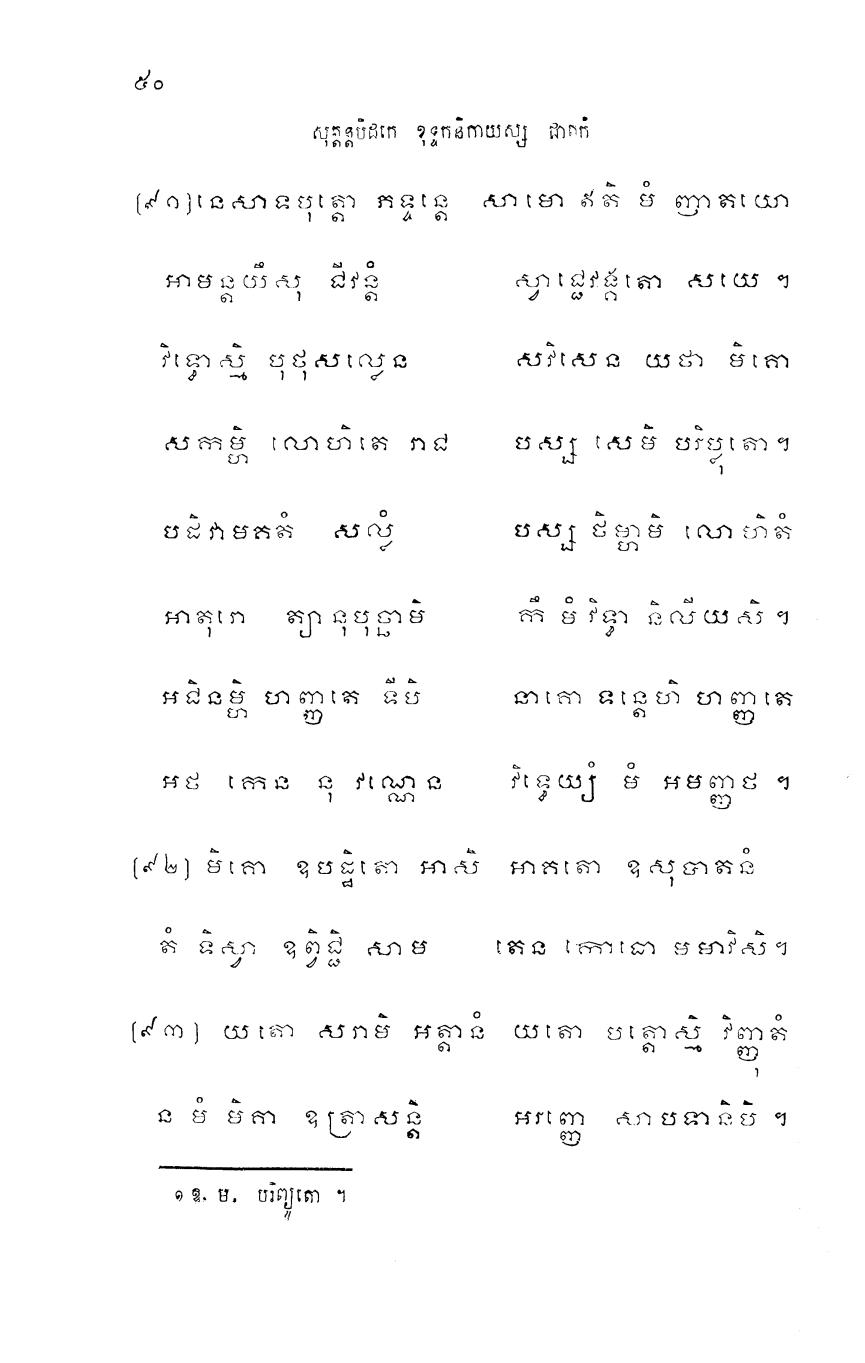 ៥០
សុត្តន្តបិដកេ ខុទ្ទកនិកាយស្ស ជាតកំ
(៩១)នេសាទបុត្តោ ភទ្ទន្តេ សាមោ ឥតិ មំ ញាតយោ
អាមន្តយឹសុ ជីវន្តំ ស្វាជ្ជេវង្គតោ សយេ ។
វិទ្ធោស្មិ បុថុសល្លេន សវិសេន យថា មិគោ
សកម្ហិ លោហិតេ រាជ បស្ស សេមិ បរិប្លុតោ។
បដិវាមគតំ សល្លំ បស្ស ថិម្ហាមិ លោហិតំ
អាតុរោ ត្យានុបុច្ឆាមិ កឹ មំ វិទ្ធា និលីយសិ ។
អជិនម្ហិ ហញ្ញតេ ទីបិ នាគោ ទន្តេហិ ហញ្ញតេ
អថ កេន នុ វណ្ណេន វិទ្ធេយ្យំ មំ អមញ្ញថ ។
(៩២) មិគោ ឧបដ្ឋិតោ អាសិ អាគតោ ឧសុបាតនំ
តំ ទិស្វា ឧព្វិជ្ជិ សាម តេន កោធោ មមាវិសិ។
(៩៣) យតោ សរាមិ អត្តានំ យតោ បត្តោស្មិ វិញ្ញុតំ
ន មំ មិគា ឧត្រាសន្តិ អរញ្ញេ សាបទានិបិ ។
១ ឱ. ម. បរិព្យូតោ ។